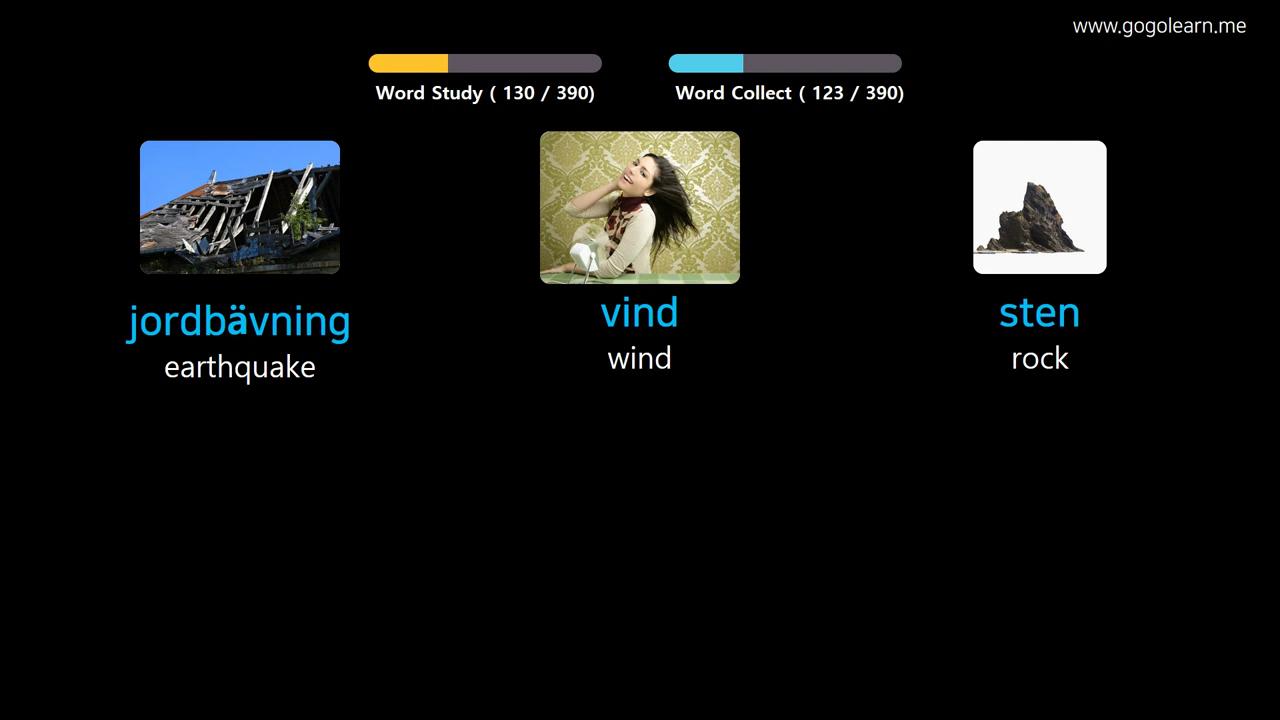 www.gogolearn.me
Word Study ( 130 / 390)
Word Collect ( 123 / 390)
jordbävning
earthquake
vind
wind
sten
rock